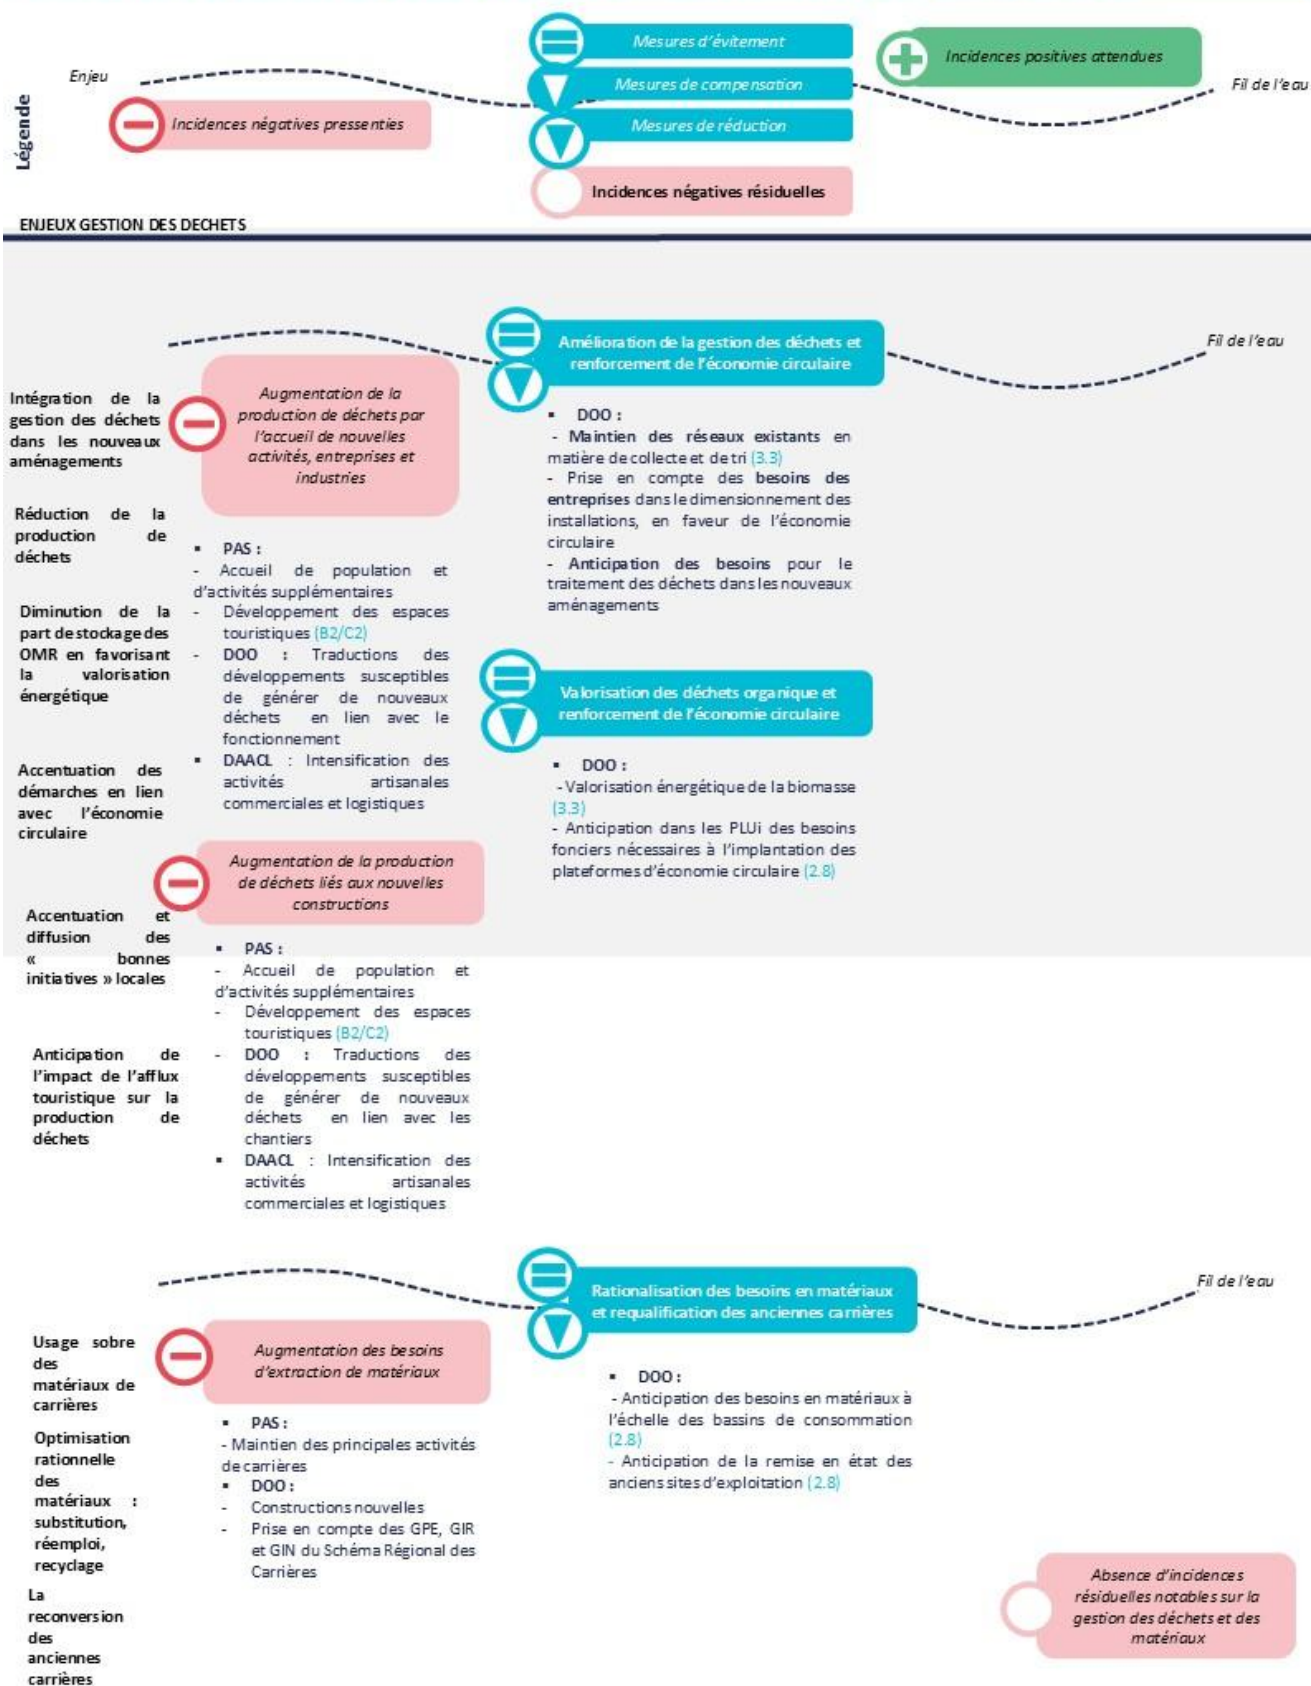 Légende
Enjeu
Incidences négatives pressenties
Mesures d'évitement
Mesures de compensation
Mesures de réduction
Incidences négatives résiduelles
Incidences positives attendues
Fil de l'eau
ENJEUX GESTION DES DECHETS
Intégration de la
gestion des déchets
dans les nouveaux
aménagements
Réduction de la
production de
déchets
Diminution de la
part de stockage des
OMR en favorisant
la valorisation
énergétique
Accentuation des
démarches en lien
avec l'économie
circulaire
Accentuation et
diffusion des
« bonnes
initiatives » locales
Anticipation de
l'impact de l'afflux
touristique sur la
production de
déchets
Augmentation de la
production de déchets par
l'accueil de nouvelles
activités, entreprises et
industries
▪ PAS :
- Accueil de population et
d'activités supplémentaires
- Développement des espaces
touristiques (B2/C2)
- DOO : Traductions des
développements susceptibles
de générer de nouveaux
déchets en lien avec le
fonctionnement
▪ DAACL : Intensification des
activités artisanales
commerciales et logistiques
Augmentation de la production
de déchets liés aux nouvelles
constructions
▪ PAS :
- Accueil de population et
d'activités supplémentaires
- Développement des espaces
touristiques (B2/C2)
- DOO : Traductions des
développements susceptibles
de générer de nouveaux
déchets en lien avec les
chantiers
▪ DAACL : Intensification des
activités artisanales
commerciales et logistiques
Amélioration de la gestion des déchets et
renforcement de l'économie circulaire
▪ DOO :
- Maintien des réseaux existants en
matière de collecte et de tri (3.3)
- Prise en compte des besoins des
entreprises dans le dimensionnement des
installations, en faveur de l'économie
circulaire
- Anticipation des besoins pour le
traitement des déchets dans les nouveaux
aménagements
Valorisation des déchets organique et
renforcement de l'économie circulaire
▪ DOO :
- Valorisation énergétique de la biomasse
(3.3)
- Anticipation dans les PLUi des besoins
fonciers nécessaires à l'implantation des
plateformes d'économie circulaire (2.8)
Fil de l'eau
Usage sobre
des
matériaux de
carrières
Optimisation
rationnelle
des
matériaux :
substitution,
réemploi,
recyclage
La
reconversion
des
anciennes
carrières
Augmentation des besoins
d'extraction de matériaux
▪ PAS :
- Maintien des principales activités
de carrières
▪ DOO :
- Constructions nouvelles
- Prise en compte des GPE, GIR
et GIN du Schéma Régional des
Carrières
Rationalisation des besoins en matériaux
et requalification des anciennes carrières
▪ DOO :
- Anticipation des besoins en matériaux à
l'échelle des bassins de consommation
(2.8)
- Anticipation de la remise en état des
anciens sites d'exploitation (2.8)
Fil de l'eau
Absence d'incidences
résiduelles notables sur la
gestion des déchets et des
matériaux